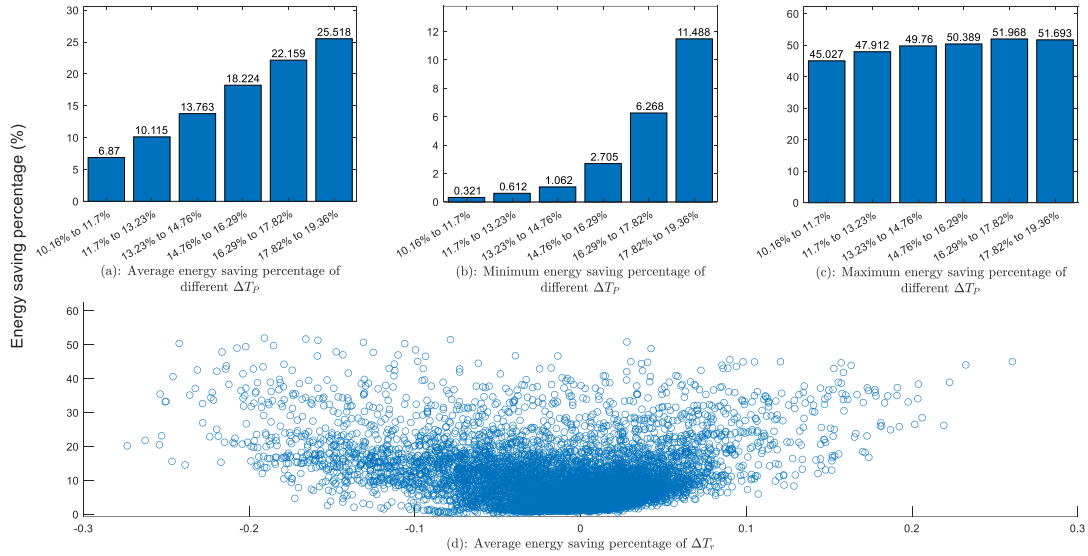 Energy saving percentage (%)
30
25
20
15
10
5
0
6.87
10.115
13.763
18.224
22.159
25.518
10.16% to 11.7%
11.7% to 13.23%
13.23% to 14.76%
14.76% to 16.29%
16.29% to 17.82%
17.82% to 19.36%
(a): Average energy saving percentage of
different ΔT_P
12
10
8
6
4
2
0
0.321
0.612
1.062
2.705
6.268
11.488
10.16% to 11.7%
11.7% to 13.23%
13.23% to 14.76%
14.76% to 16.29%
16.29% to 17.82%
17.82% to 19.36%
(b): Minimum energy saving percentage of
different ΔT_P
60
50
40
30
20
10
0
45.027
47.912
49.76
50.389
51.968
51.693
10.16% to 11.7%
11.7% to 13.23%
13.23% to 14.76%
14.76% to 16.29%
16.29% to 17.82%
17.82% to 19.36%
(c): Maximum energy saving percentage of
different ΔT_P
60
50
40
30
20
10
0
-0.3
-0.2
-0.1
0
0.1
0.2
0.3
(d): Average energy saving percentage of ΔT_r